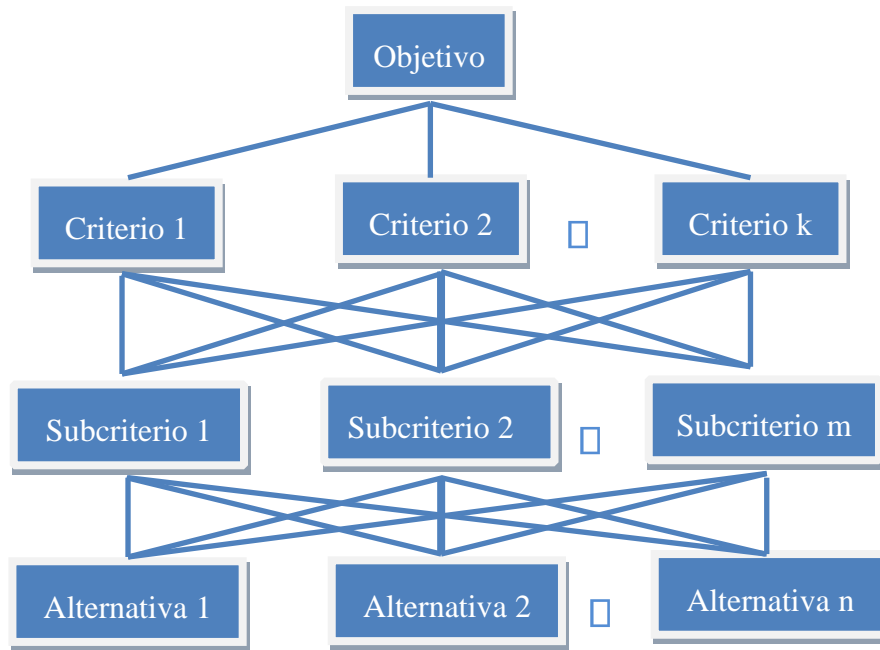 Objetivo
Criterio 1
Criterio 2
Criterio k
Subcriterio 1
Subcriterio 2
Subcriterio m
Alternativa 1
Alternativa 2
Alternativa n